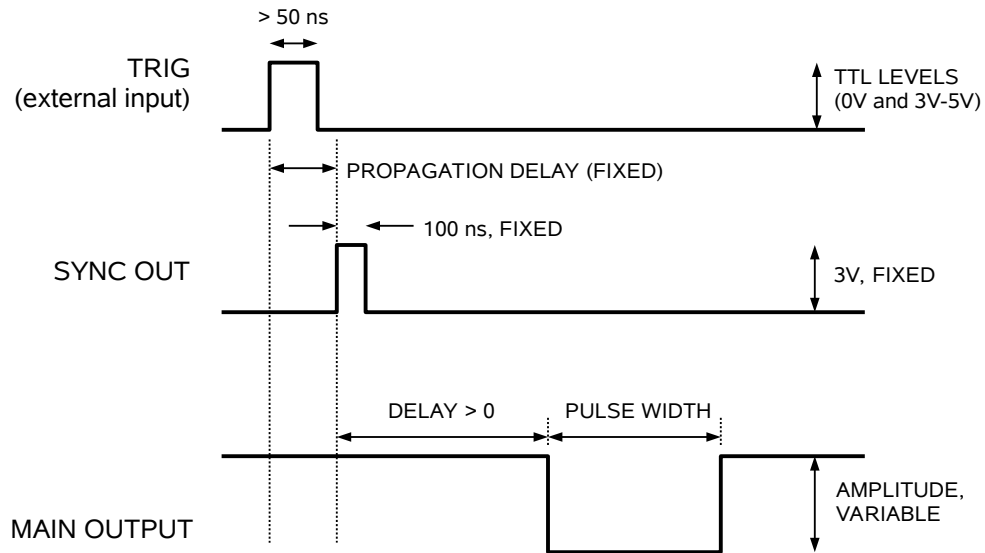 > 50 ns
TRIG
(external input)
TTL LEVELS
(0V and 3V-5V)
PROPAGATION DELAY (FIXED)
100 ns, FIXED
SYNC OUT
3V, FIXED
DELAY > 0
PULSE WIDTH
AMPLITUDE,
VARIABLE
MAIN OUTPUT